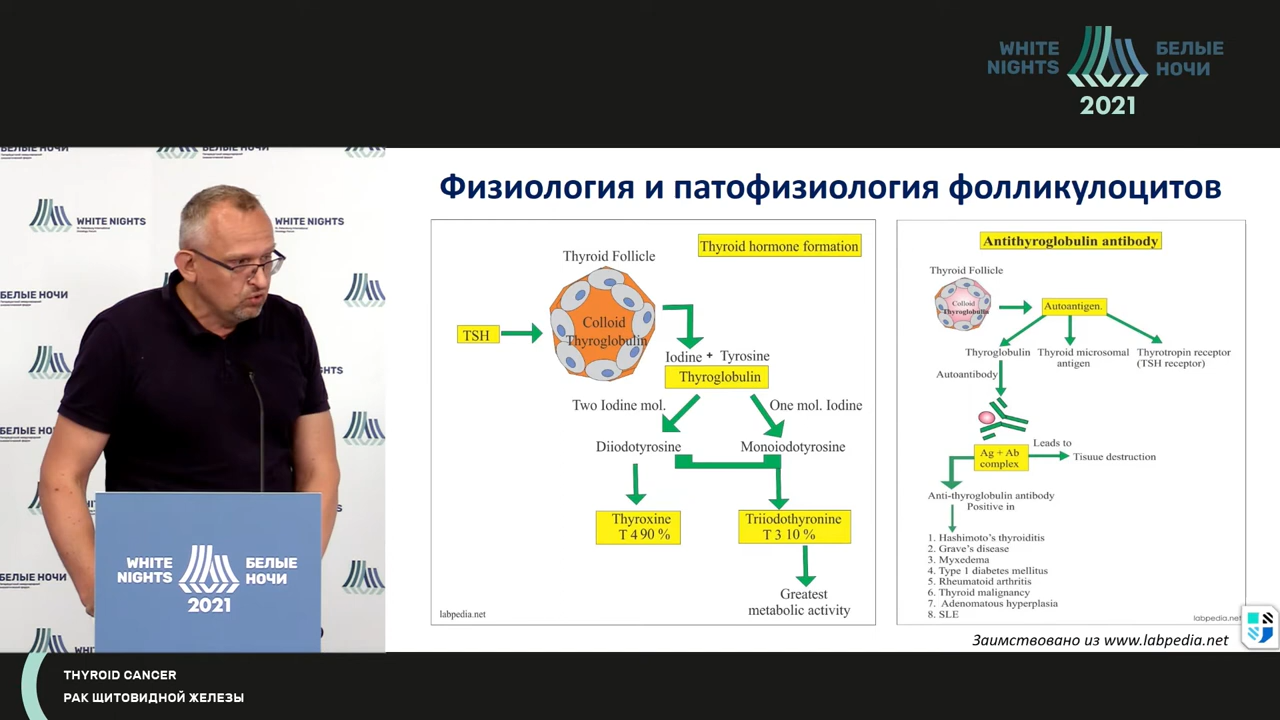 WHITE
NIGHTS
БЕЛЫЕ
НОЧИ
2021
БЕЛЫЕ НОЧИ
WHITE NIGHTS
WHITE NIGHTS
БЕЛЫЕ НОЧИ
WHITE
NIGHTS
БЕЛЫЕ
НОЧИ
2021
THYROID CANCER
РАК ЩИТОВИДНОЙ ЖЕЛЕЗЫ
Физиология и патофизиология фолликулоцитов
Thyroid hormone formation
Thyroid Follicle
TSH
Colloid
Thyroglobulin
Iodine + Tyrosine
Thyroglobulin
Two Iodine mol.
One mol. Iodine
Diiodotyrosine
Monoiodotyrosine
Thyroxine
T 4 90 %
Triiodothyronine
T 3 10 %
Greatest
metabolic activity
labpedia.net
Antithyroglobulin antibody
Thyroid Follicle
Colloid
Thyroglobulin
Autoantigen.
Thyroglobulin
Thyroid microsomal
antigen
Thyrotropin receptor
(TSH receptor)
Autoantibody
Ag + Ab
complex
Leads to
Tisuue destruction
Anti-thyroglobulin antibody
Positive in
1. Hashimoto's thyroiditis
2. Grave's disease
3. Myxedema
4. Type 1 diabetes mellitus
5. Rheumatoid arthritis
6. Thyroid malignancy
7. Adenomatous hyperplasia
8. SLE
labpedia.net
Заимствовано из www.labpedia.net